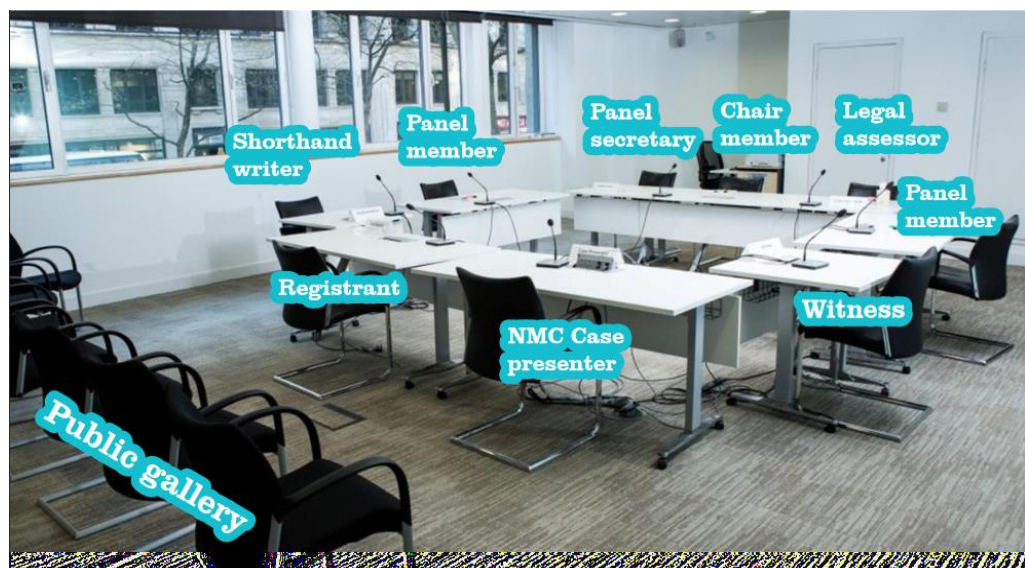 Shorthand
writer
Panel
member
Panel
secretary
Chair
member
Legal
assessor
Panel
member
Registrant
NMC Case
presenter
Witness
Public gallery